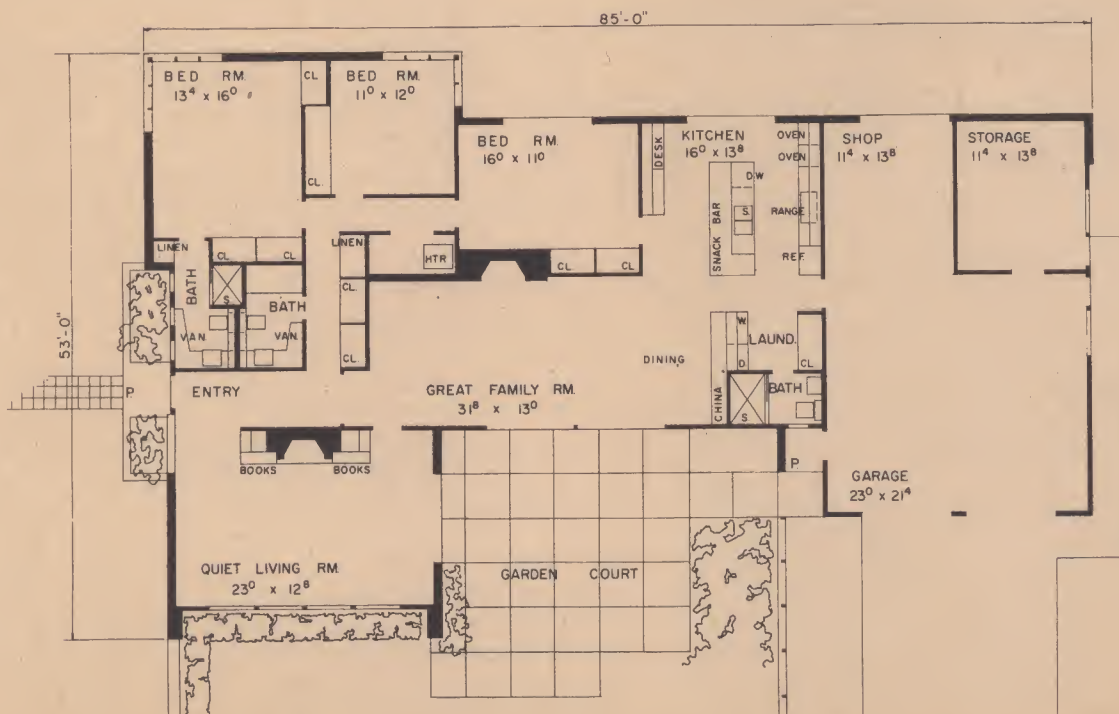 85'-0"
53'-0"
BED RM.
13⁴ x 16⁰
CL
CL.
BED RM.
11⁰ x 12⁰
BED RM.
16⁰ x 11⁰
DESK
KITCHEN
16⁰ x 13⁸
OVEN
OVEN
D.W.
S.
SNACK BAR
RANGE
REF.
SHOP
11⁴ x 13⁸
STORAGE
11⁴ x 13⁸
LINEN
CL
CL.
LINEN
HTR
CL
CL
BATH
S.
BATH
CL.
VAN.
VAN.
CL.
W.
D
LAUND.
CL
DINING
CHINA
S
BATH
P.
ENTRY
GREAT FAMILY RM.
31⁸ x 13⁰
BOOKS
BOOKS
P.
GARAGE
23⁰ x 21⁴
QUIET LIVING RM.
23⁰ x 12⁸
GARDEN COURT